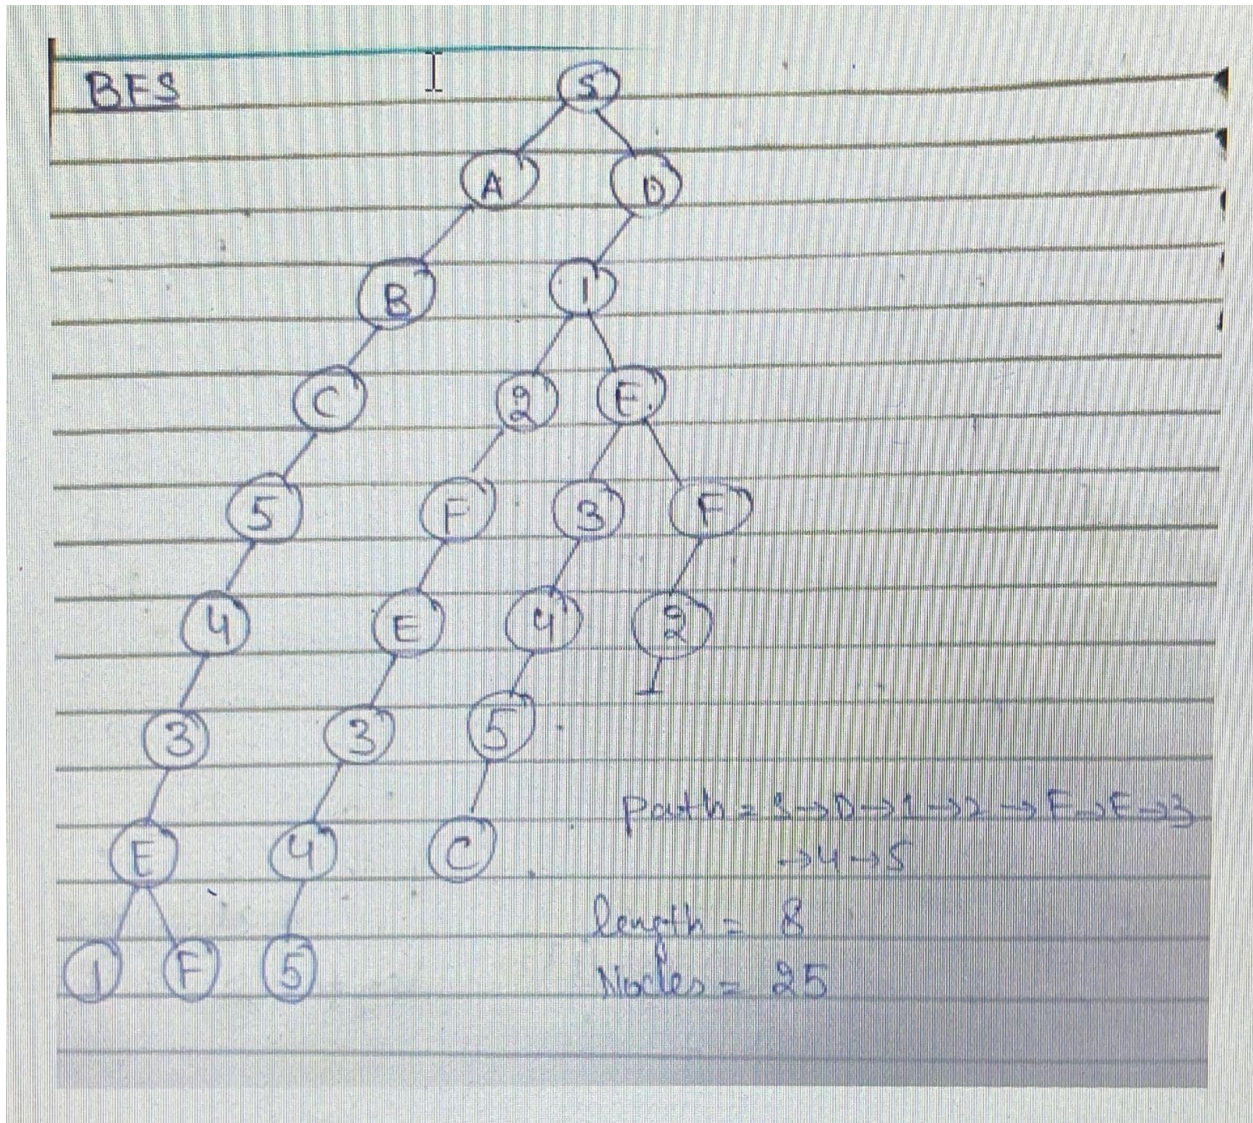 BFS
S
A D
B 1
C 2 E
5 F 3 F
4 E 4 2
3 3 5
path = S→D→1→2→F→E→3
E 4 C
→4→5
length = 8
1 F 5
Nodes = 25